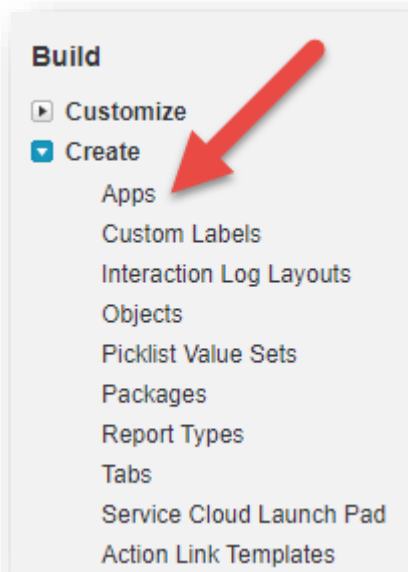 Build
Customize
Create
Apps
Custom Labels
Interaction Log Layouts
Objects
Picklist Value Sets
Packages
Report Types
Tabs
Service Cloud Launch Pad
Action Link Templates